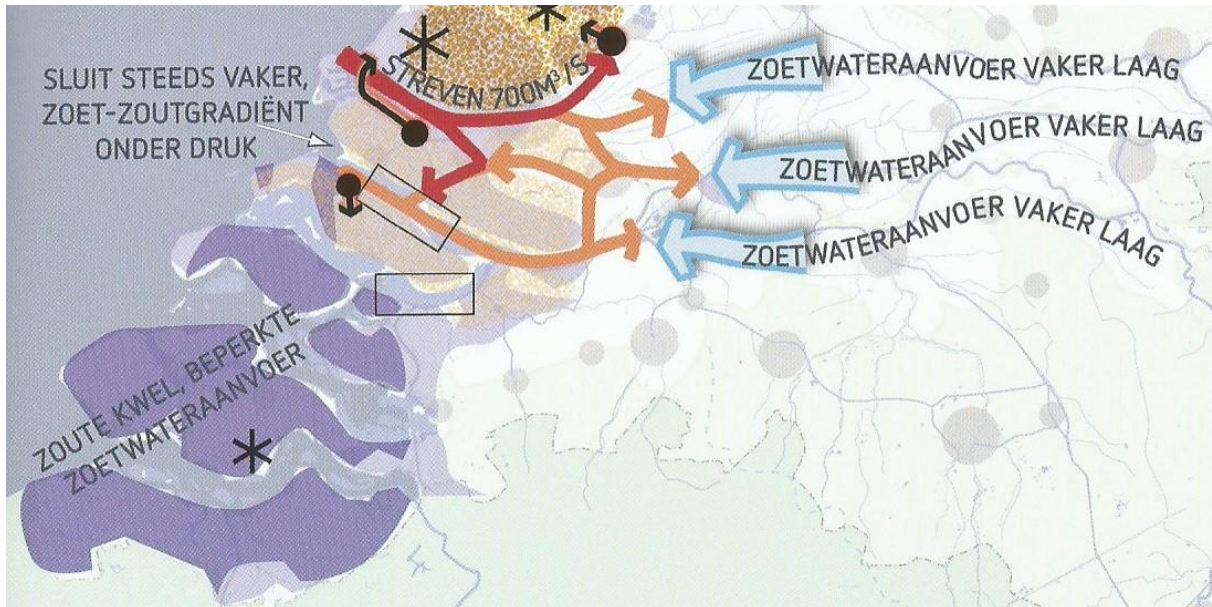 SLUIT STEEDS VAKER,
ZOET-ZOUTGRADIËNT
ONDER DRUK
STREVEN 700M³/S
ZOETWATERAANVOER VAKER LAAG
ZOETWATERAANVOER VAKER LAAG
ZOETWATERAANVOER VAKER LAAG
ZOUTE KWEL, BEPERKTE
ZOETWATERAANVOER